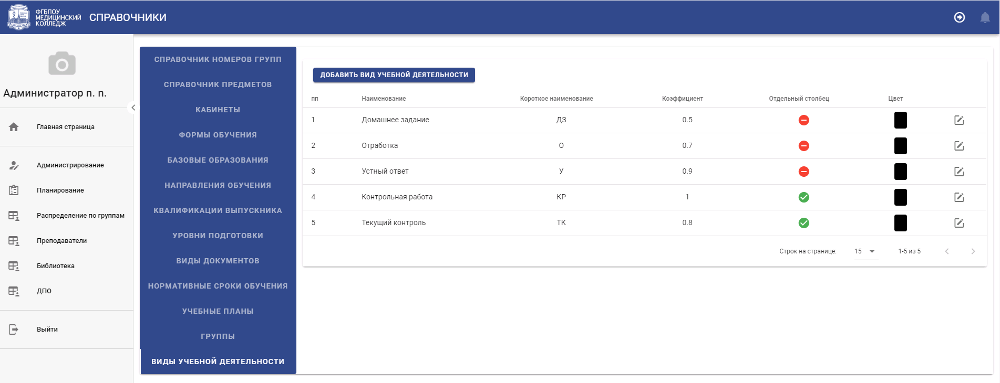 ФГБПОУ
МЕДИЦИНСКИЙ
КОЛЛЕДЖ
СПРАВОЧНИКИ
Администратор n. n.
Главная страница
Администрирование
Планирование
Распределение по группам
Преподаватели
Библиотека
ДПО
Выйти
СПРАВОЧНИК НОМЕРОВ ГРУПП
СПРАВОЧНИК ПРЕДМЕТОВ
КАБИНЕТЫ
ФОРМЫ ОБУЧЕНИЯ
БАЗОВЫЕ ОБРАЗОВАНИЯ
НАПРАВЛЕНИЯ ОБУЧЕНИЯ
КВАЛИФИКАЦИИ ВЫПУСКНИКА
УРОВНИ ПОДГОТОВКИ
ВИДЫ ДОКУМЕНТОВ
НОРМАТИВНЫЕ СРОКИ ОБУЧЕНИЯ
УЧЕБНЫЕ ПЛАНЫ
ГРУППЫ
ВИДЫ УЧЕБНОЙ ДЕЯТЕЛЬНОСТИ
ДОБАВИТЬ ВИД УЧЕБНОЙ ДЕЯТЕЛЬНОСТИ
пп Наименование Короткое наименование Коэффициент Отдельный столбец Цвет
1 Домашнее задание ДЗ 0.5
2 Отработка О 0.7
3 Устный ответ У 0.9
4 Контрольная работа КР 1
5 Текущий контроль ТК 0.8
Строк на странице: 15 1-5 из 5